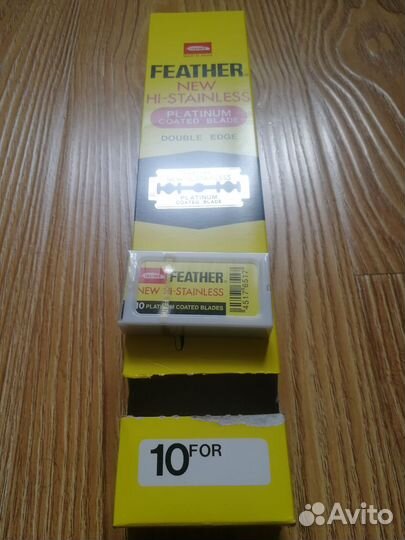 FEATHER
NEW
HI-STAINLESS
PLATINUM
COATED BLADE
DOUBLE EDGE
PLATINUM
COATED BLADE
FEATHER
NEW HI-STAINLESS
10 PLATINUM COATED BLADES
10 FOR
Avito